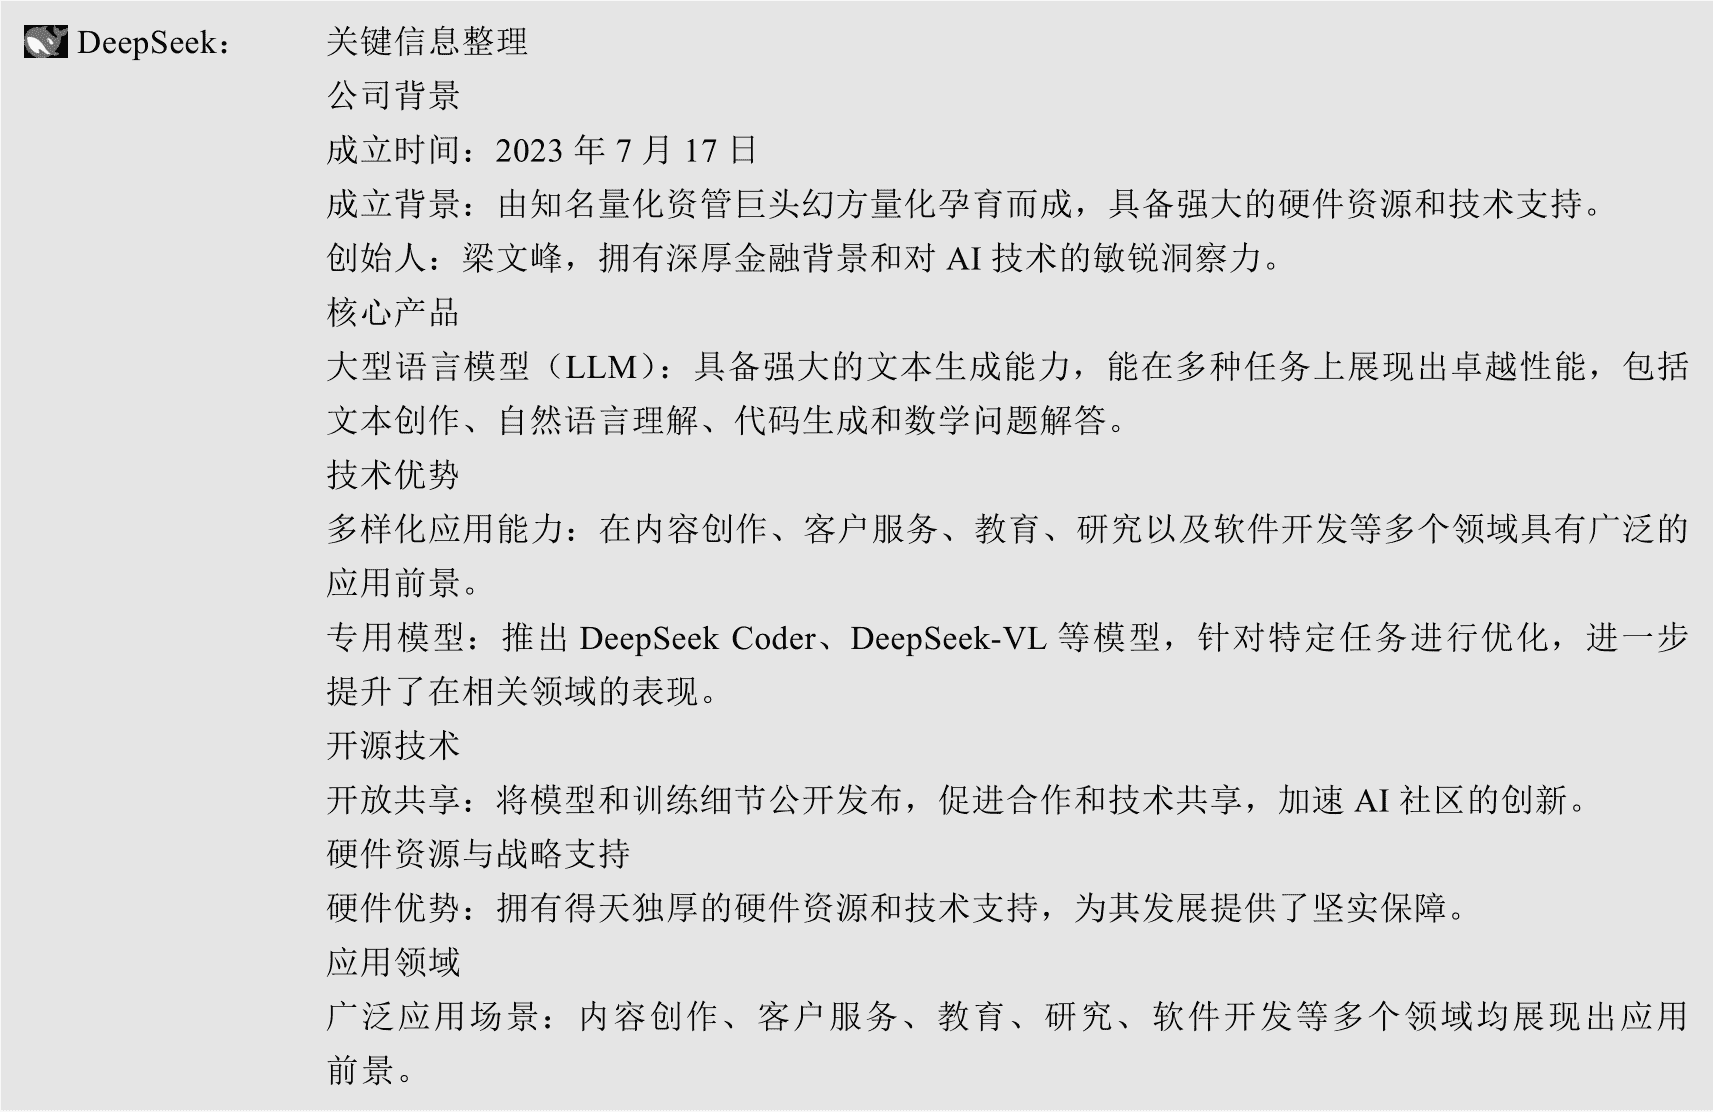 DeepSeek： 关键信息整理
公司背景
成立时间：2023 年 7 月 17 日
成立背景：由知名量化资管巨头幻方量化孕育而成，具备强大的硬件资源和技术支持。
创始人：梁文峰，拥有深厚金融背景和对 AI 技术的敏锐洞察力。
核心产品
大型语言模型（LLM）：具备强大的文本生成能力，能在多种任务上展现出卓越性能，包括
文本创作、自然语言理解、代码生成和数学问题解答。
技术优势
多样化应用能力：在内容创作、客户服务、教育、研究以及软件开发等多个领域具有广泛的
应用前景。
专用模型：推出 DeepSeek Coder、DeepSeek-VL 等模型，针对特定任务进行优化，进一步
提升了在相关领域的表现。
开源技术
开放共享：将模型和训练细节公开发布，促进合作和技术共享，加速 AI 社区的创新。
硬件资源与战略支持
硬件优势：拥有得天独厚的硬件资源和技术支持，为其发展提供了坚实保障。
应用领域
广泛应用场景：内容创作、客户服务、教育、研究、软件开发等多个领域均展现出应用
前景。